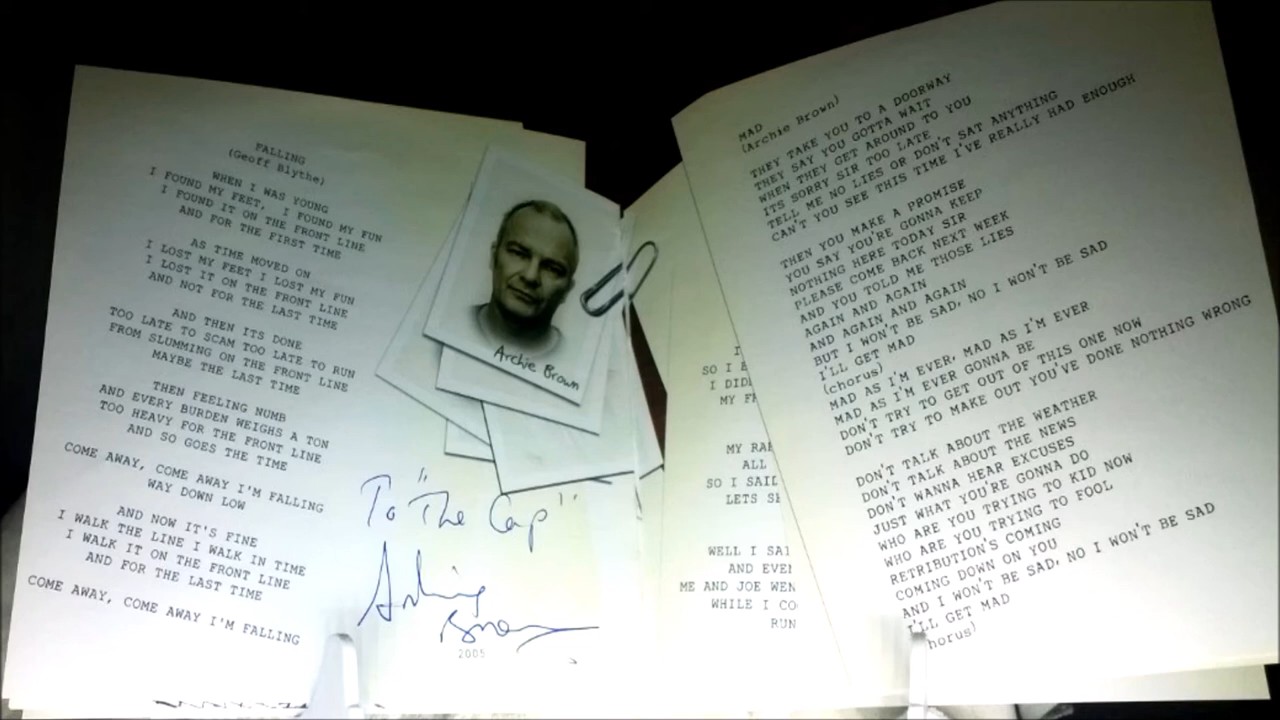 FALLING
(Geoff Blythe)
WHEN I WAS YOUNG
I FOUND MY FEET, I FOUND MY FUN
I FOUND IT ON THE FRONT LINE
AND FOR THE FIRST TIME
AS TIME MOVED ON
I LOST MY FEET I LOST MY FUN
I LOST IT ON THE FRONT LINE
AND NOT FOR THE LAST TIME
AND THEN ITS DONE
TOO LATE TO SCAM TOO LATE TO RUN
FROM SLUMMING ON THE FRONT LINE
MAYBE THE LAST TIME
THEN FEELING NUMB
AND EVERY BURDEN WEIGHS A TON
TOO HEAVY FOR THE FRONT LINE
AND SO GOES THE TIME
COME AWAY, COME AWAY I'M FALLING
WAY DOWN LOW
AND NOW IT'S FINE
I WALK THE LINE I WALK IN TIME
I WALK IT ON THE FRONT LINE
AND FOR THE LAST TIME
COME AWAY, COME AWAY I'M FALLING
Archie Brown
To "The Cap"
Archie
Brown
2005
I
SO I
I DID
MY
MY
ALL
SO I SAID
LETS
WELL I
AND
ME AND JOE
WHILE I
RUN
MAD
(Archie Brown)
THEY TAKE YOU TO A DOORWAY
THEY SAY YOU GOTTA WAIT
WHEN THEY GET AROUND TO YOU
ITS SORRY SIR TOO LATE
TELL ME NO LIES OR DON'T SAT ANYTHING
CAN'T YOU SEE THIS TIME I'VE REALLY HAD ENOUGH
THEN YOU MAKE A PROMISE
YOU SAY YOU'RE GONNA KEEP
NOTHING HERE TODAY SIR
PLEASE COME BACK NEXT WEEK
AND YOU TOLD ME THOSE LIES
AGAIN AND AGAIN
AND AGAIN AND AGAIN
BUT I WON'T BE SAD, NO I WON'T BE SAD
I'LL GET MAD
(chorus)
MAD AS I'M EVER, MAD AS I'M EVER
MAD AS I'M EVER GONNA BE
DON'T TRY TO GET OUT OF THIS ONE NOW
DON'T TRY TO MAKE OUT YOU'VE DONE NOTHING WRONG
DON'T TALK ABOUT THE WEATHER
DON'T TALK ABOUT THE NEWS
DON'T WANNA HEAR EXCUSES
JUST WHAT YOU'RE GONNA DO
WHO ARE YOU TRYING TO KID NOW
WHO ARE YOU TRYING TO FOOL
RETRIBUTION'S COMING
COMING DOWN ON YOU
AND I WON'T BE SAD, NO I WON'T BE SAD
I'LL GET MAD
horus)